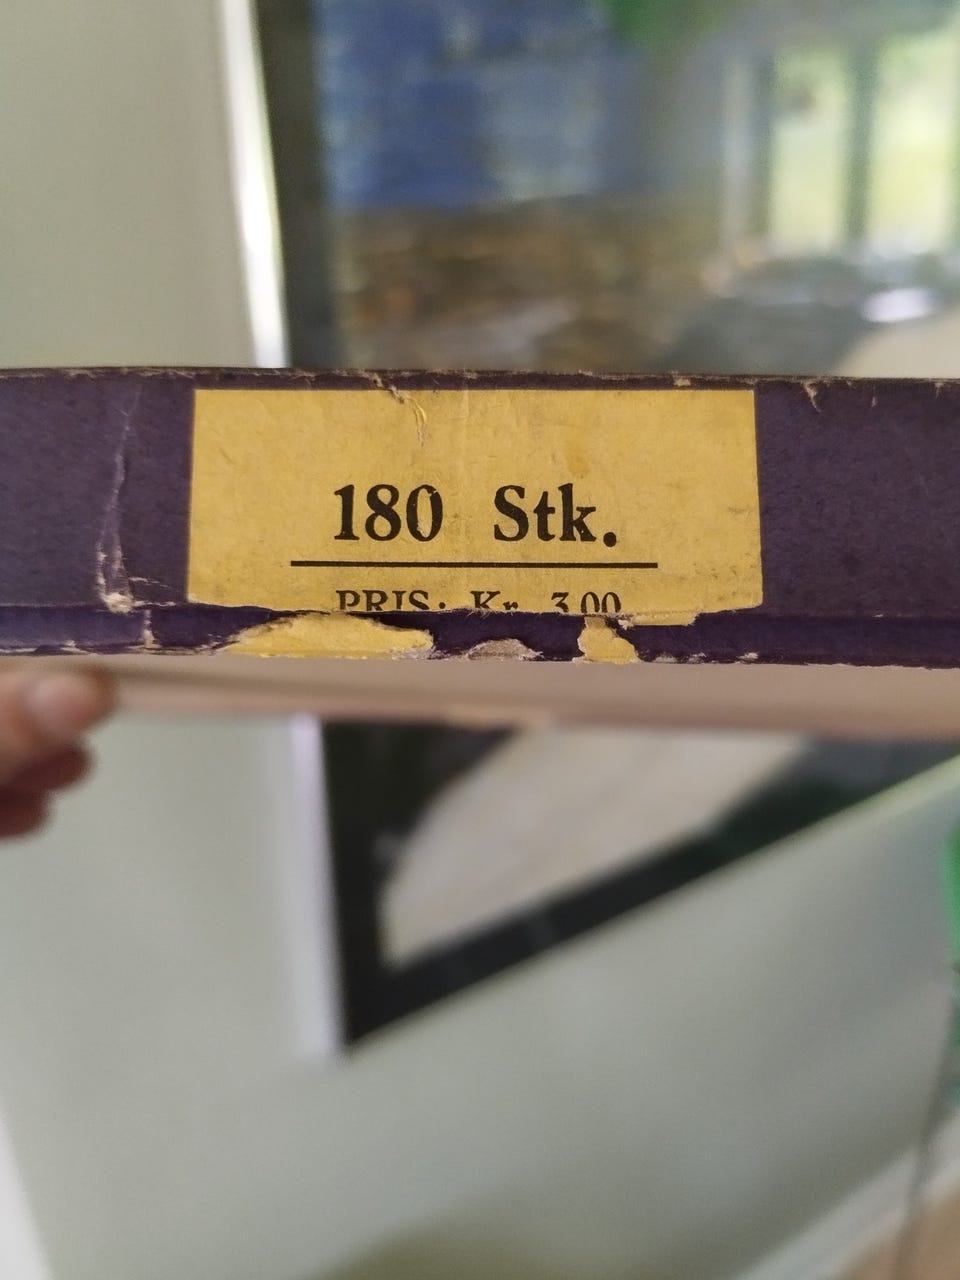 180 Stk.
PRIS: Kr. 3.00